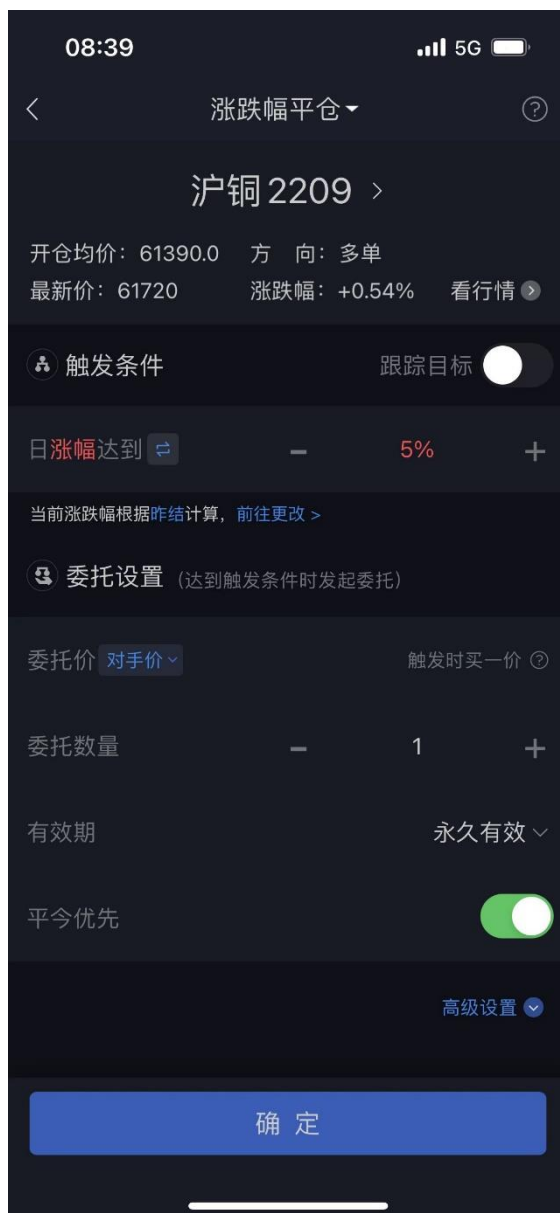 08:39 5G
涨跌幅平仓
沪铜2209 >
开仓均价：61390.0 方 向：多单
最新价：61720 涨跌幅：+0.54% 看行情
触发条件 跟踪目标
日涨幅达到 − 5% +
当前涨跌幅根据昨结计算，前往更改 >
委托设置 (达到触发条件时发起委托)
委托价 对手价 触发时买一价 ?
委托数量 − 1 +
有效期 永久有效
平今优先
高级设置
确 定